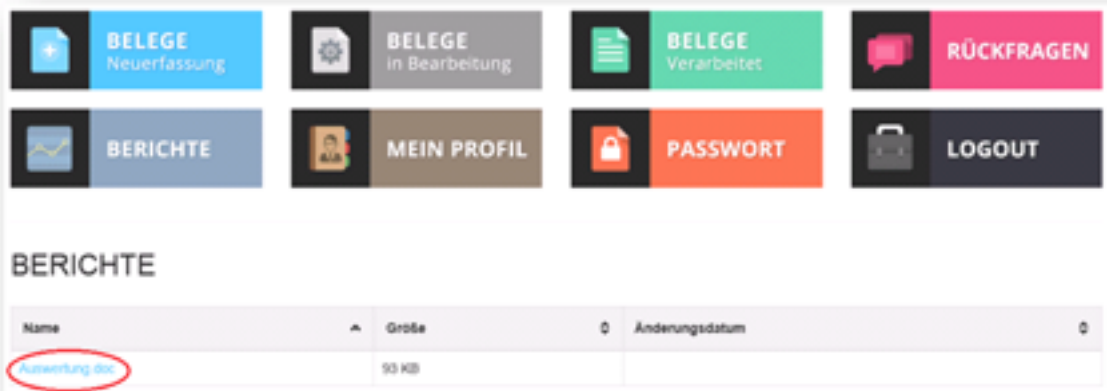 BELEGE
Neuerfassung
BELEGE
in Bearbeitung
BELEGE
Verarbeitet
RÜCKFRAGEN
BERICHTE
MEIN PROFIL
PASSWORT
LOGOUT
BERICHTE
Name Größe Änderungsdatum
Auswertung.doc 93 KB